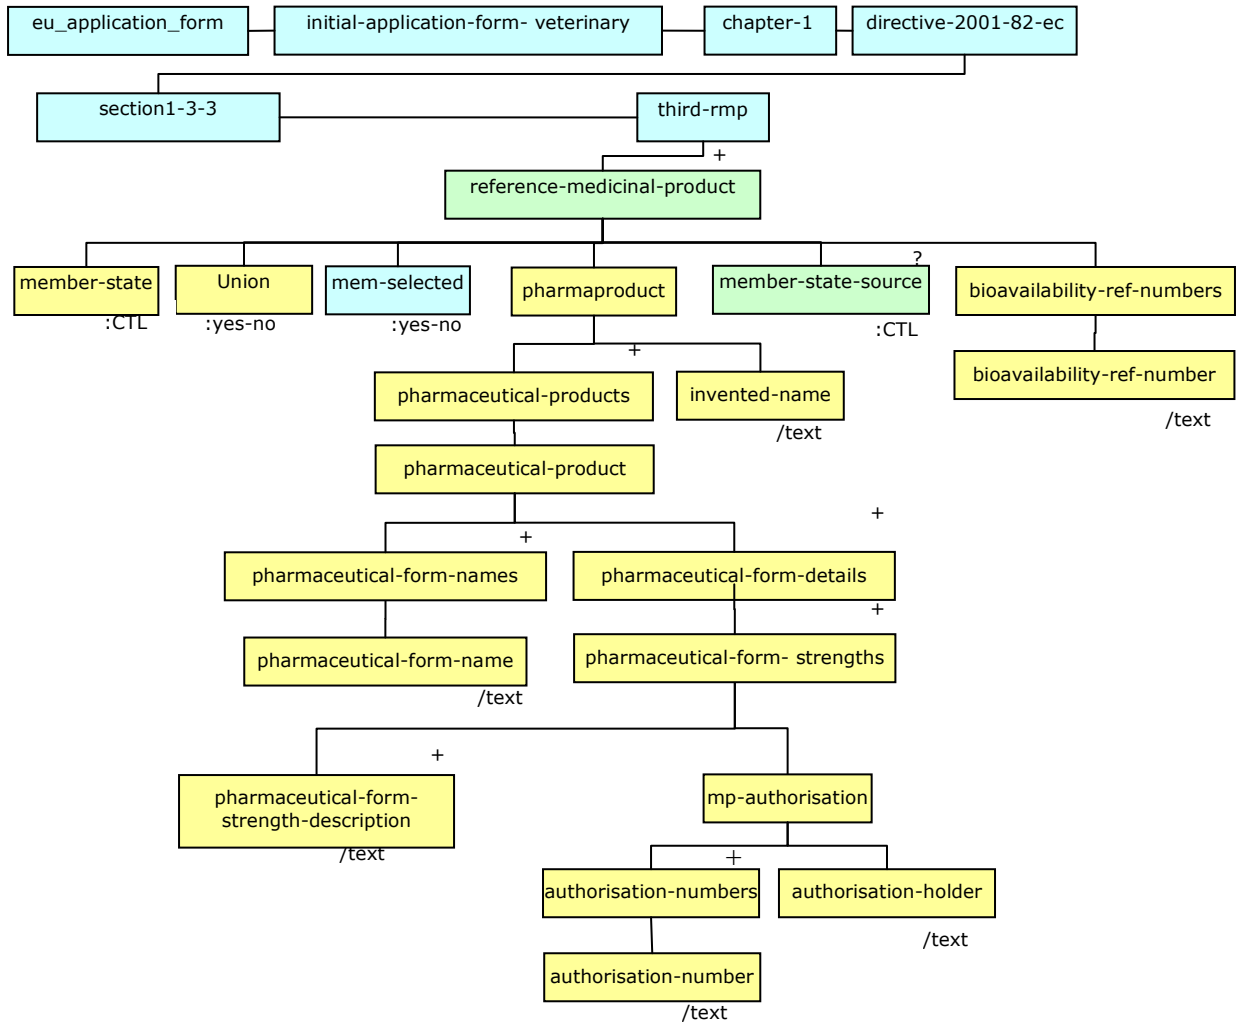 eu_application_form
initial-application-form- veterinary
chapter-1
directive-2001-82-ec
section1-3-3
third-rmp
+
reference-medicinal-product
member-state
:CTL
Union
:yes-no
mem-selected
:yes-no
pharmaproduct
?
member-state-source
:CTL
bioavailability-ref-numbers
+
pharmaceutical-products
invented-name
/text
bioavailability-ref-number
/text
pharmaceutical-product
+
+
pharmaceutical-form-names
pharmaceutical-form-details
+
pharmaceutical-form-name
/text
pharmaceutical-form- strengths
+
pharmaceutical-form-
strength-description
/text
mp-authorisation
+
authorisation-numbers
authorisation-holder
/text
authorisation-number
/text